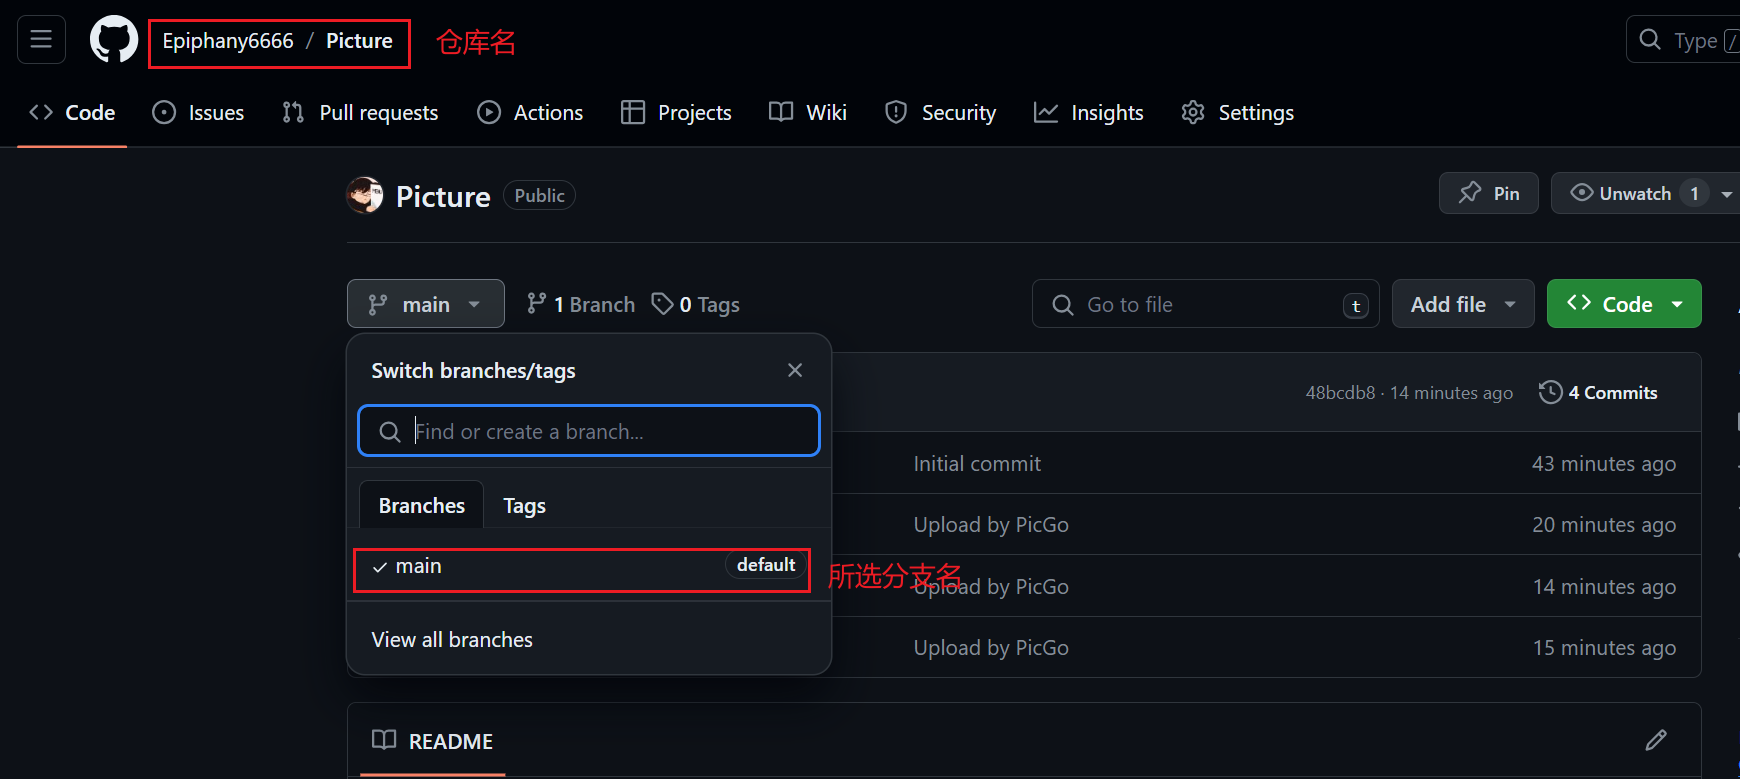 Epiphany6666 / Picture 仓库名 Type /
Code Issues Pull requests Actions Projects Wiki Security Insights Settings
Picture Public Pin Unwatch 1
main 1 Branch 0 Tags Go to file t Add file Code
Switch branches/tags
48bcdb8 · 14 minutes ago 4 Commits
Find or create a branch...
Initial commit 43 minutes ago
Branches Tags
Upload by PicGo 20 minutes ago
main default 所选分支名
Upload by PicGo 14 minutes ago
View all branches
Upload by PicGo 15 minutes ago
README